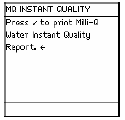 MQ INSTANT QUALITY
Press ✓ to print Milli-Q
Water Instant Quality
Report. ←